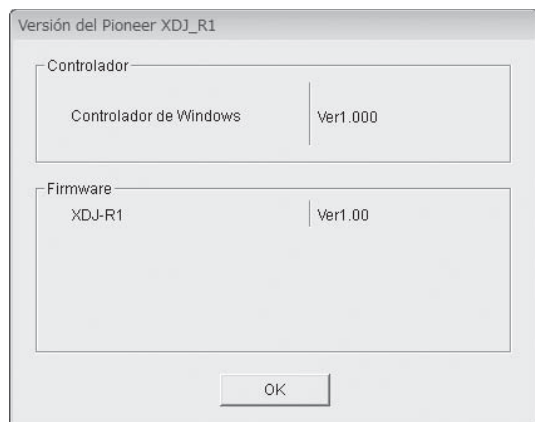 Versión del Pioneer XDJ_R1
Controlador
Controlador de Windows Ver1.000
Firmware
XDJ-R1 Ver1.00
OK